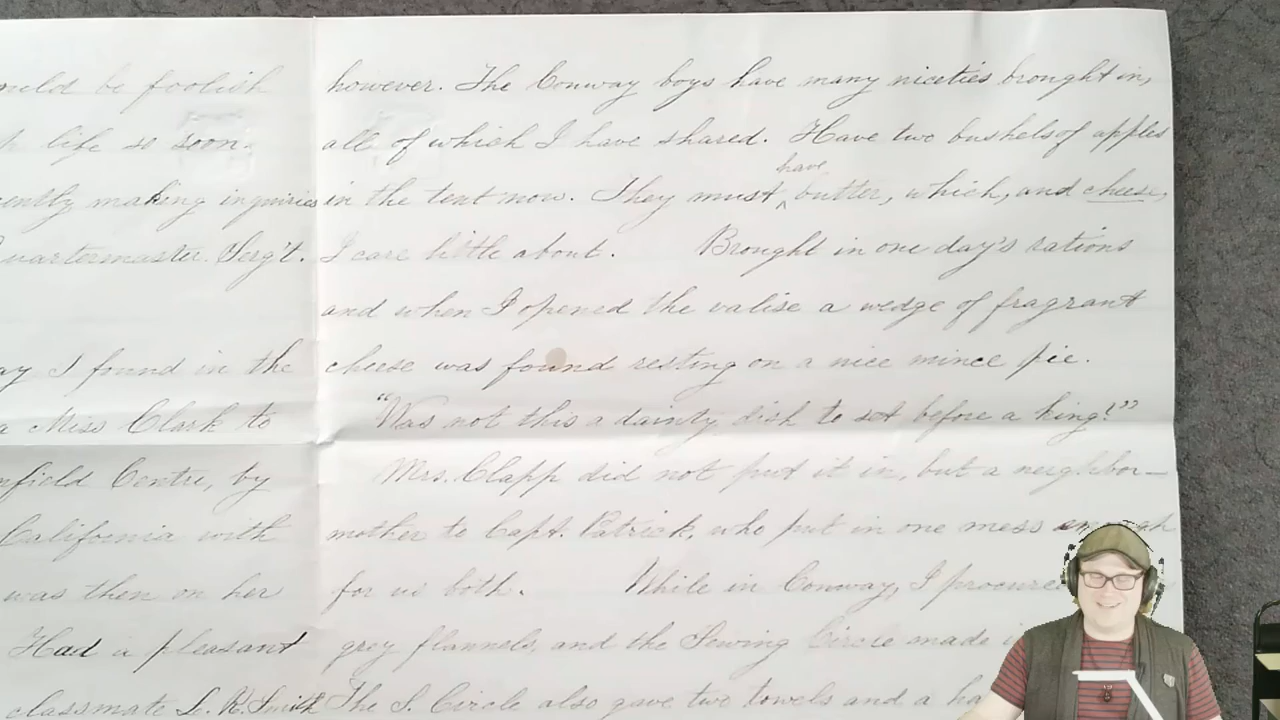 be foolish
life so soon.
making inquiries
Quartermaster Serg't.
I found in the
Miss Clark to
Centre, by
California with
was then on her
Had a pleasant
classmate L. R. Smith
however. The Conway boys have many niceties brought in,
all of which I have shared. Have two bushels of apples
in the tent now. They must have butter, which, and cheese,
I care little about. Brought in one day's rations
and when I opened the valise a wedge of fragrant
cheese was found resting on a nice mince pie.
"Was not this a dainty dish to set before a king?"
Mrs. Clapp did not put it in, but a neighbor-
mother to Capt. Patrick, who put in one mess
for us both. While in Conway, I
grey flannels, and the Sewing Circle made
The S. Circle also gave two towels and a